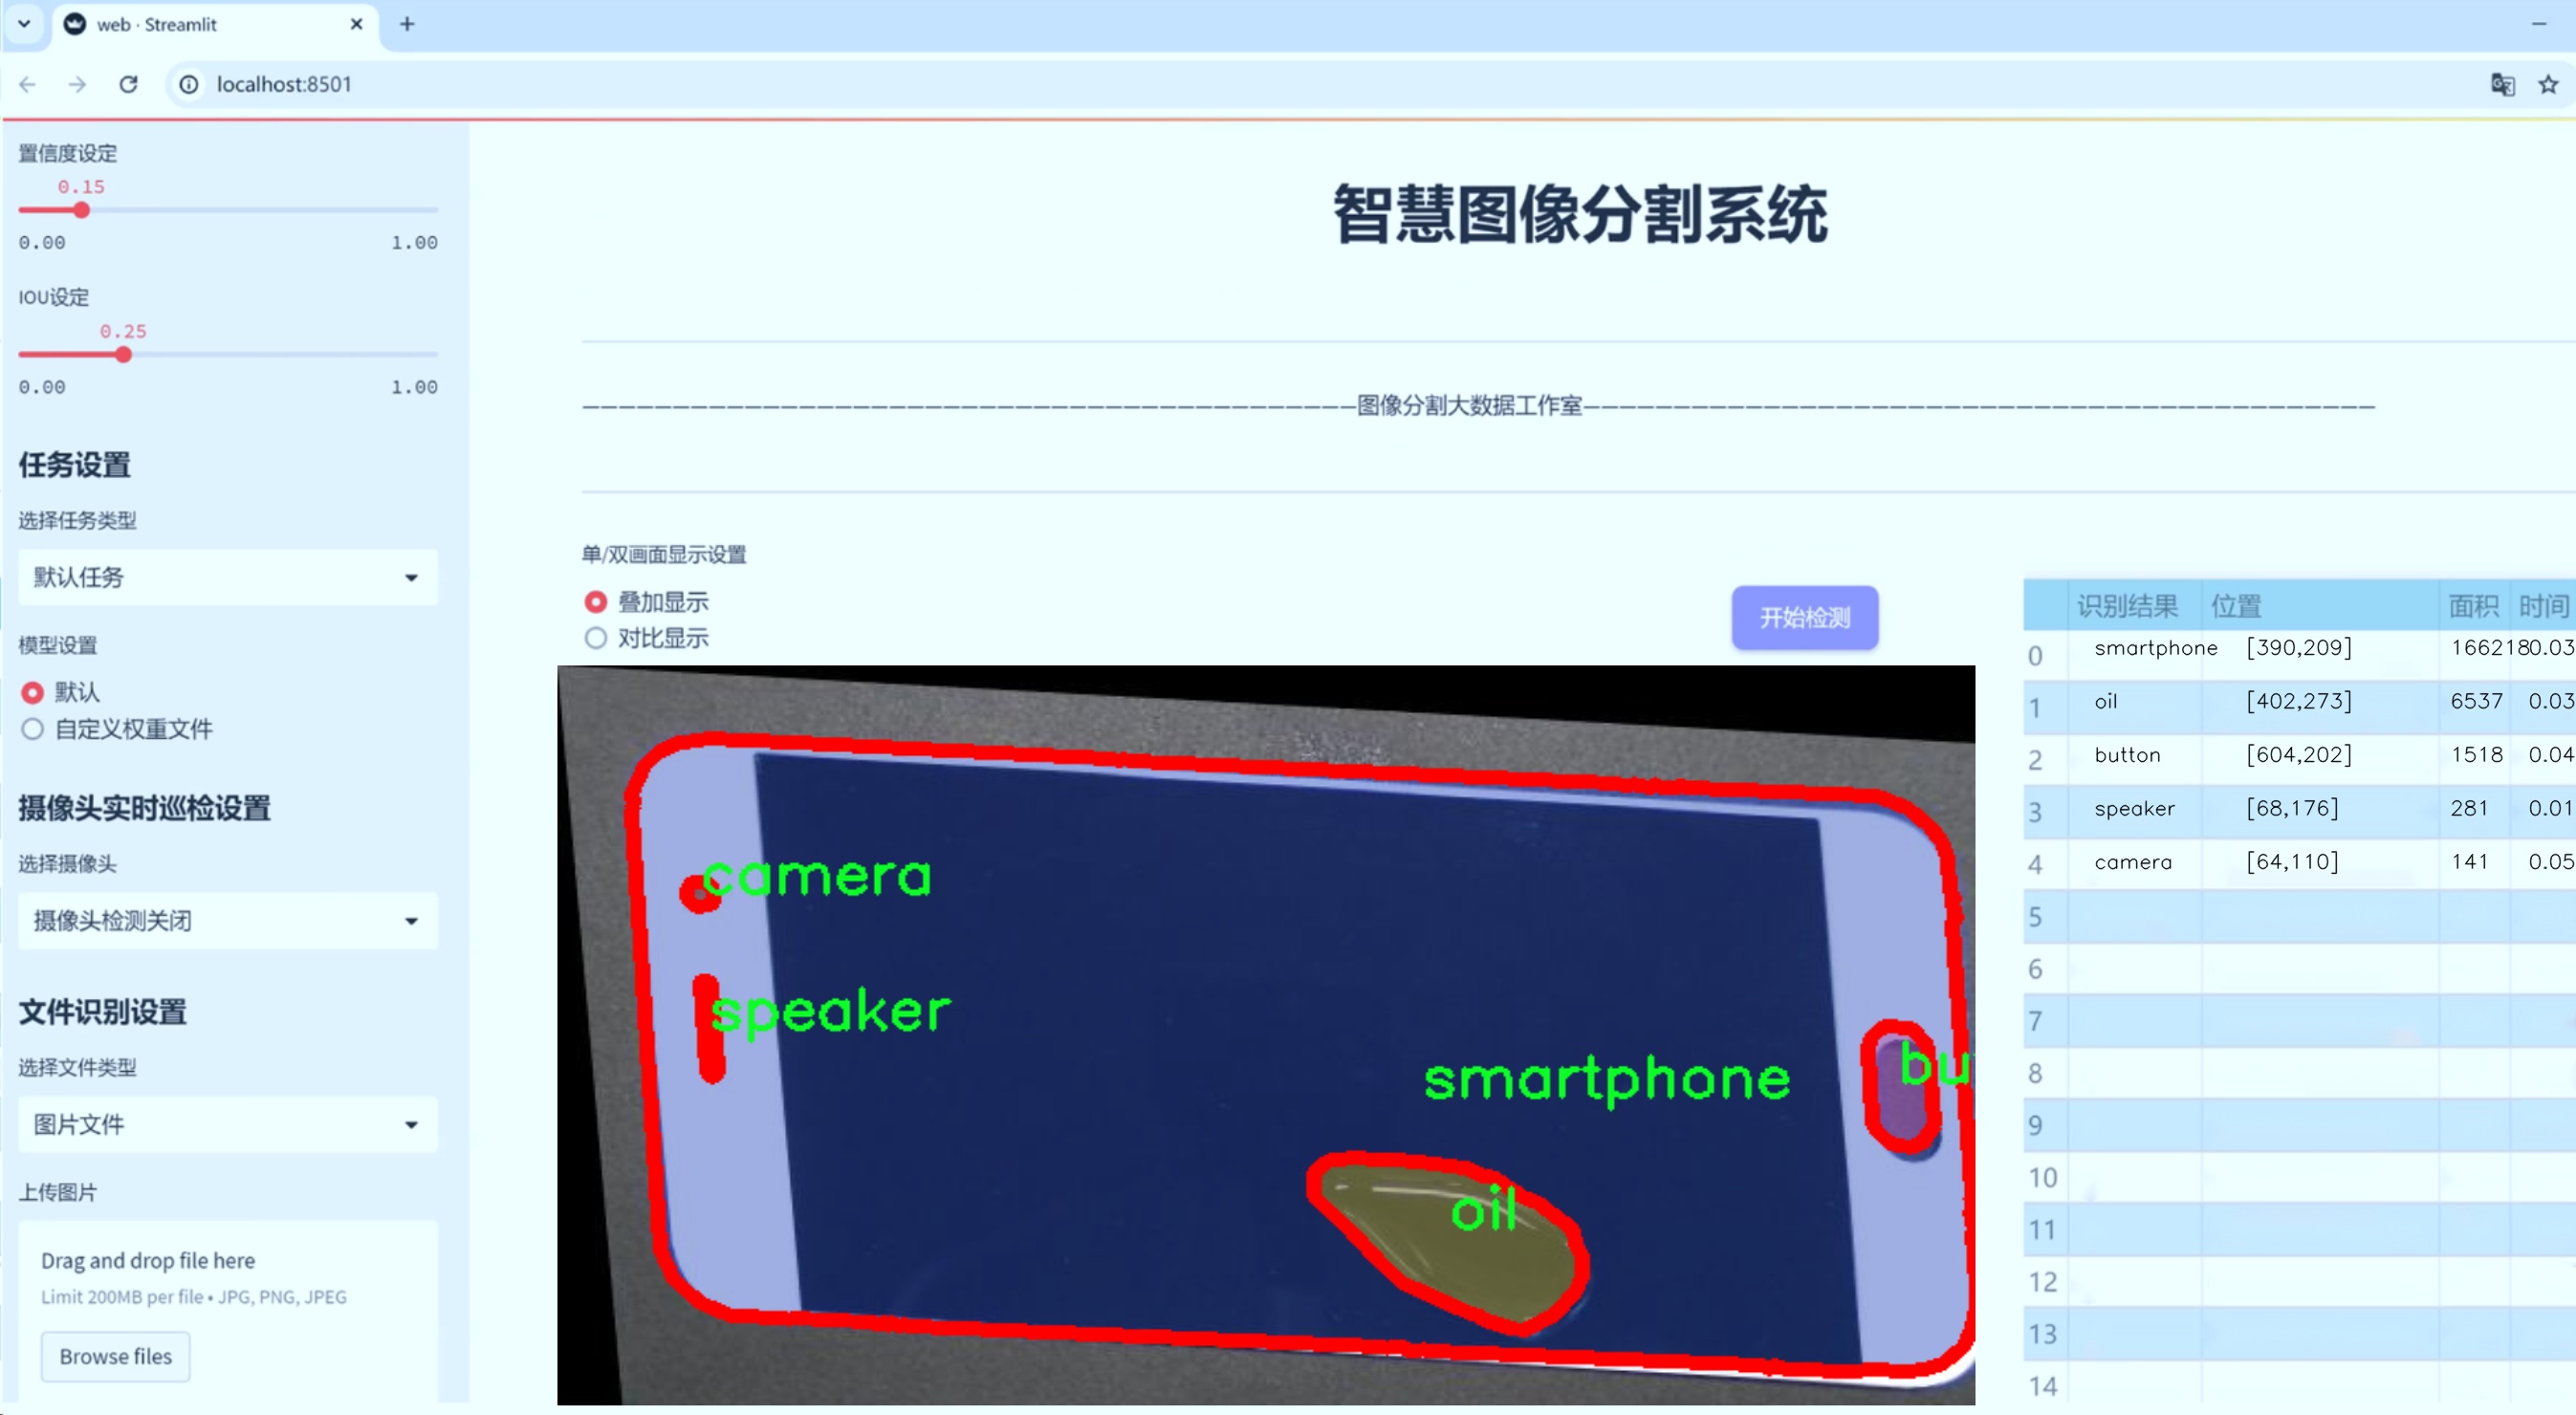 web · Streamlit
localhost:8501
置信度设定
0.15
0.00 1.00
IOU设定
0.25
0.00 1.00
任务设置
选择任务类型
默认任务
模型设置
默认
自定义权重文件
摄像头实时巡检设置
选择摄像头
摄像头检测关闭
文件识别设置
选择文件类型
图片文件
上传图片
Drag and drop file here
Limit 200MB per file • JPG, PNG, JPEG
Browse files
智慧图像分割系统
———————————————————————————————————————————图像分割大数据工作室————————————————————————————————————————————
单/双画面显示设置
叠加显示
对比显示
开始检测
camera
speaker
smartphone
bu
oil
识别结果 位置 面积 时间
0 smartphone [390,209] 166218 0.03
1 oil [402,273] 6537 0.03
2 button [604,202] 1518 0.04
3 speaker [68,176] 281 0.01
4 camera [64,110] 141 0.05
5
6
7
8
9
10
11
12
13
14